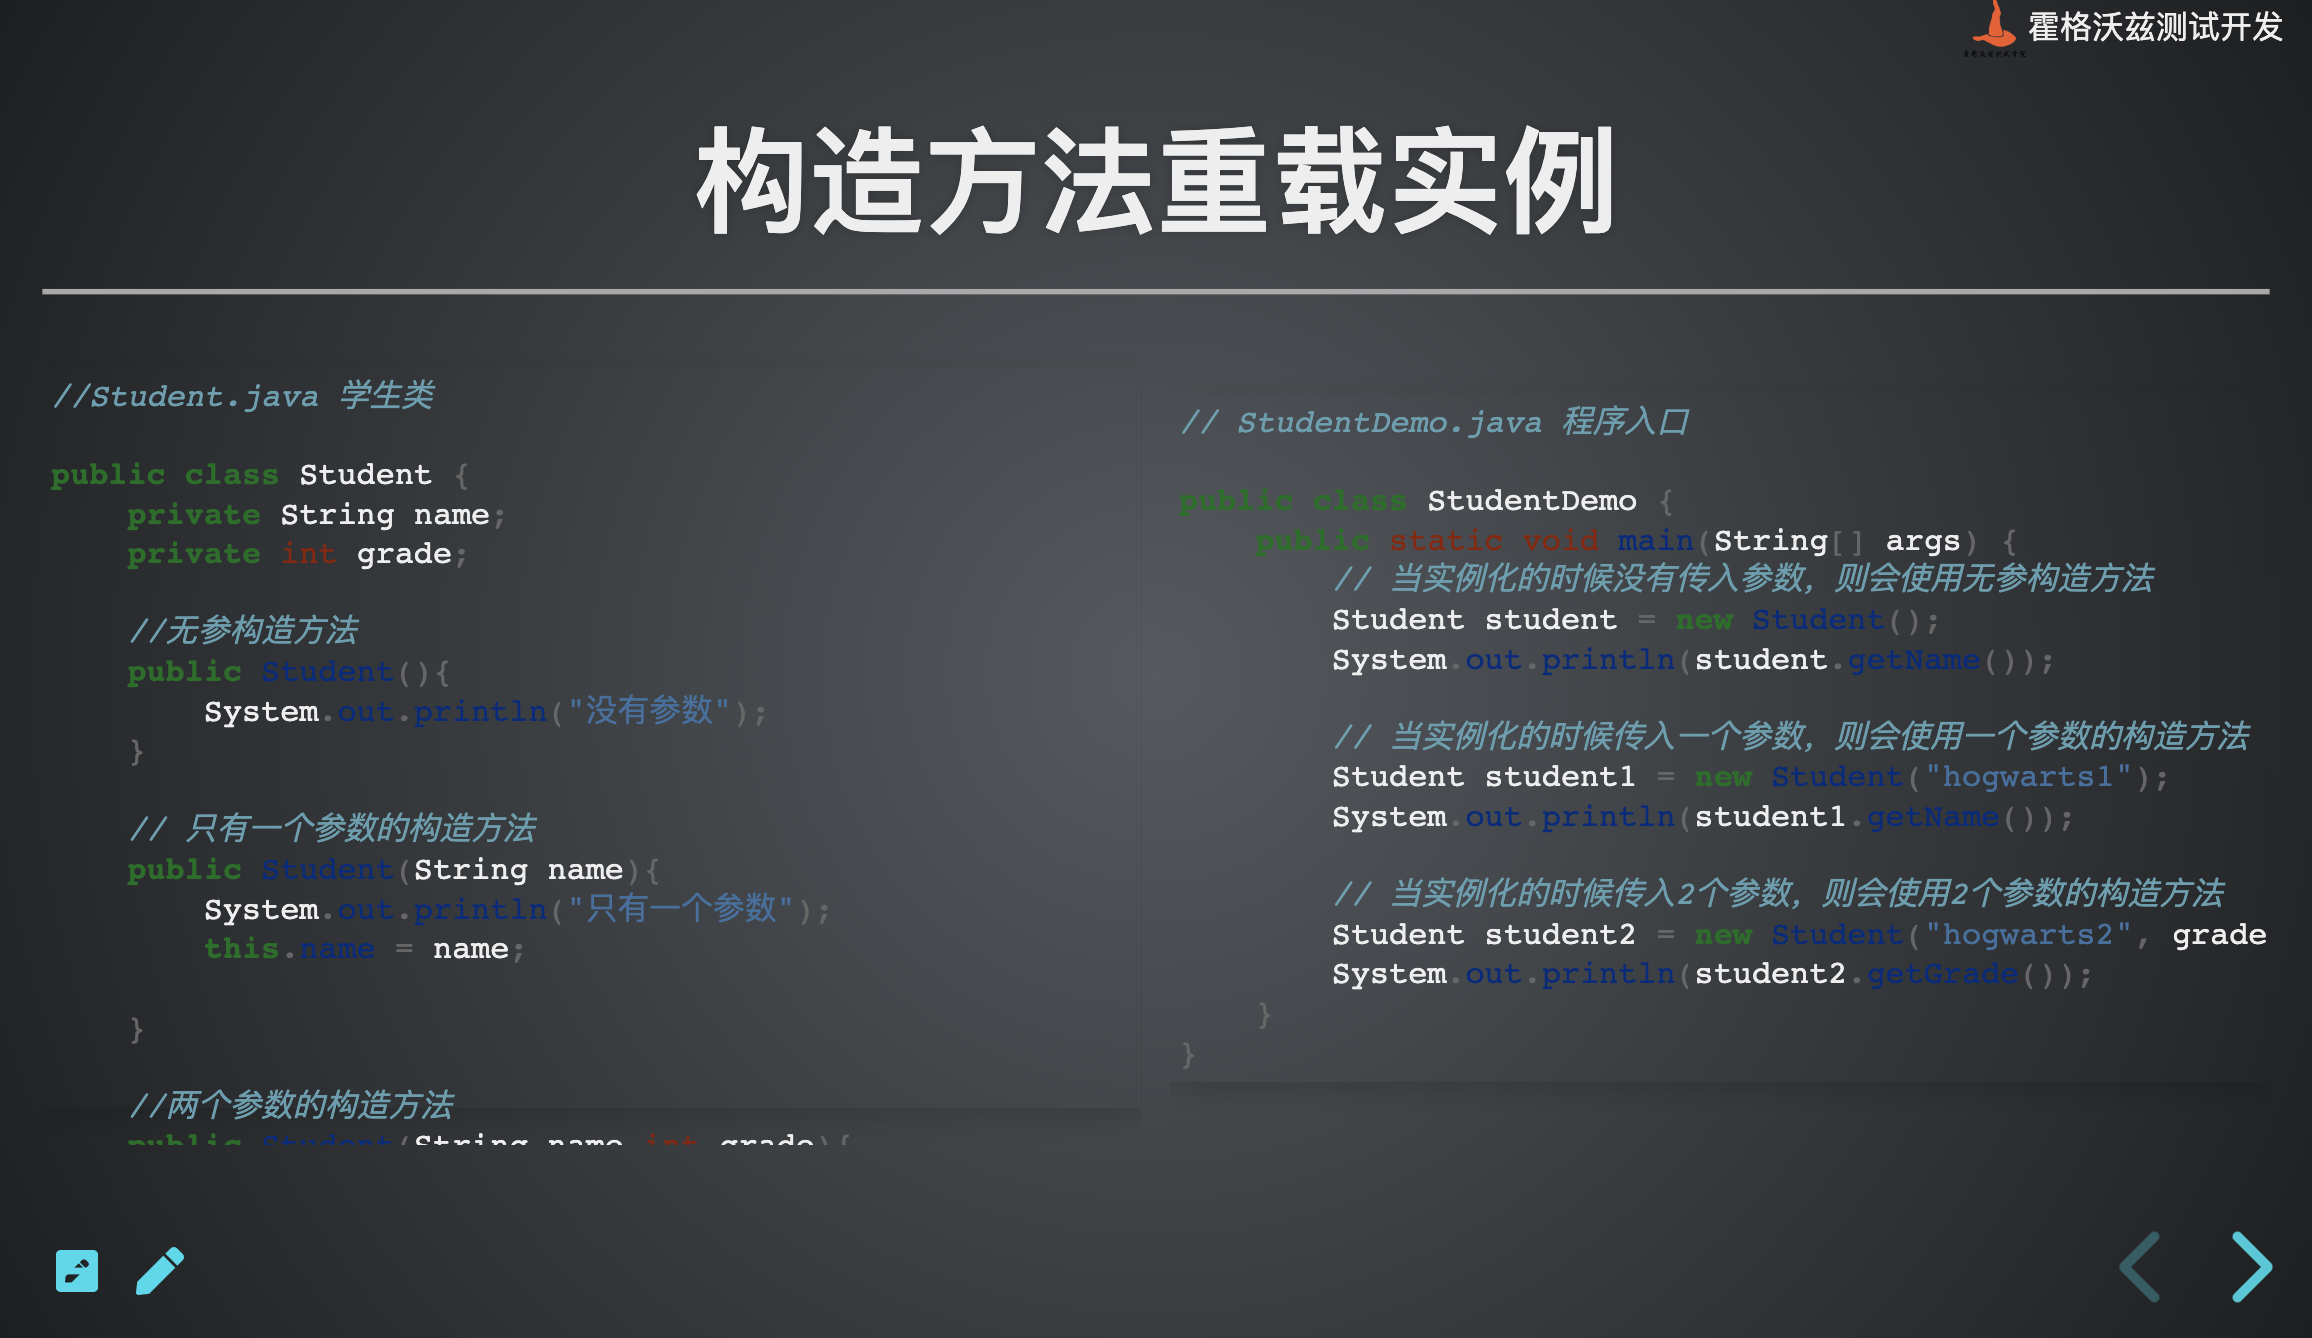 霍格沃兹测试开发
构造方法重载实例
//Student.java 学生类
public class Student {
    private String name;
    private int grade;
    //无参构造方法
    public Student(){
        System.out.println("没有参数");
    }
    // 只有一个参数的构造方法
    public Student(String name){
        System.out.println("只有一个参数");
        this.name = name;
    }
    //两个参数的构造方法
    public Student(String name int grade){
// StudentDemo.java 程序入口
public class StudentDemo {
    public static void main(String[] args) {
        // 当实例化的时候没有传入参数, 则会使用无参构造方法
        Student student = new Student();
        System.out.println(student.getName());
        // 当实例化的时候传入一个参数, 则会使用一个参数的构造方法
        Student student1 = new Student("hogwarts1");
        System.out.println(student1.getName());
        // 当实例化的时候传入2个参数, 则会使用2个参数的构造方法
        Student student2 = new Student("hogwarts2", grade
        System.out.println(student2.getGrade());
    }
}